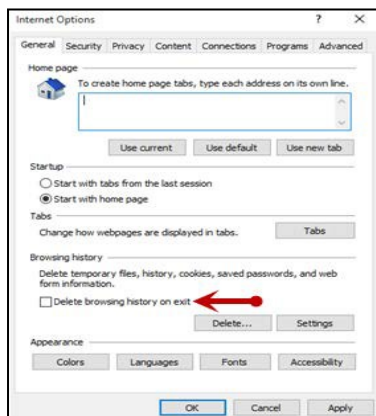 Internet Options ? ×
General Security Privacy Content Connections Programs Advanced
Home page
To create home page tabs, type each address on its own line.
Use current Use default Use new tab
Startup
Start with tabs from the last session
Start with home page
Tabs
Change how webpages are displayed in tabs. Tabs
Browsing history
Delete temporary files, history, cookies, saved passwords, and web
form information.
Delete browsing history on exit
Delete... Settings
Appearance
Colors Languages Fonts Accessibility
OK Cancel Apply